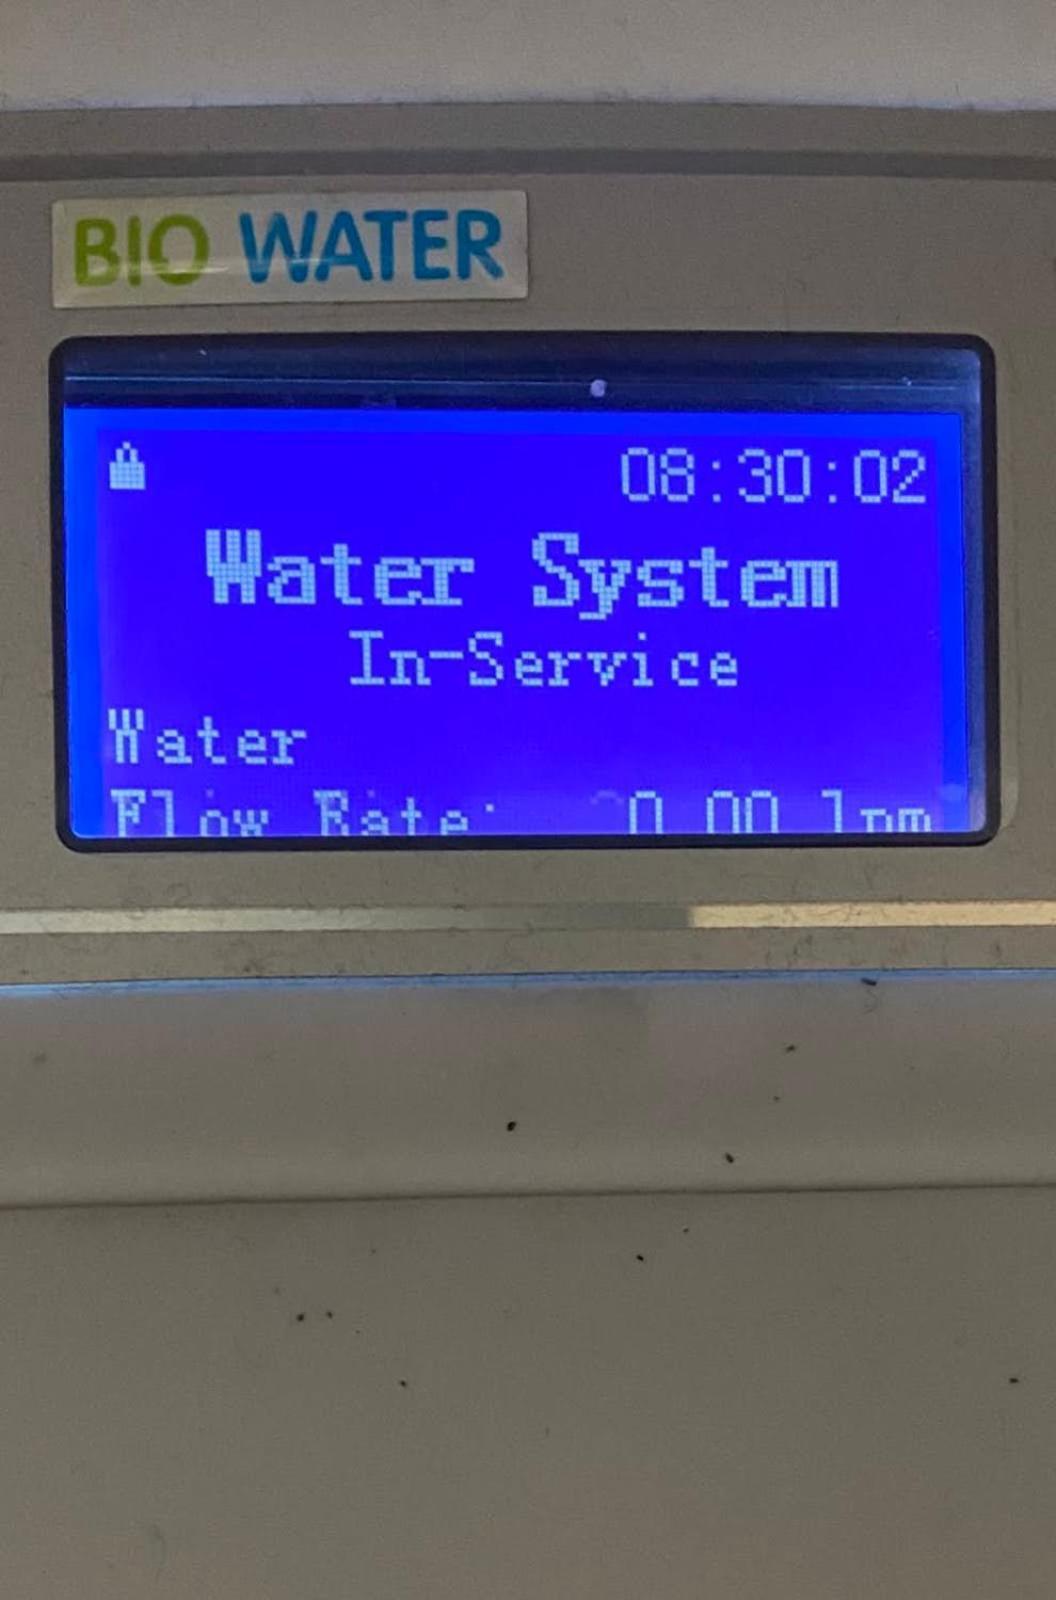 BIO WATER
08:30:02
Water System
In-Service
Water
Flow Rate: 0.00 lpm